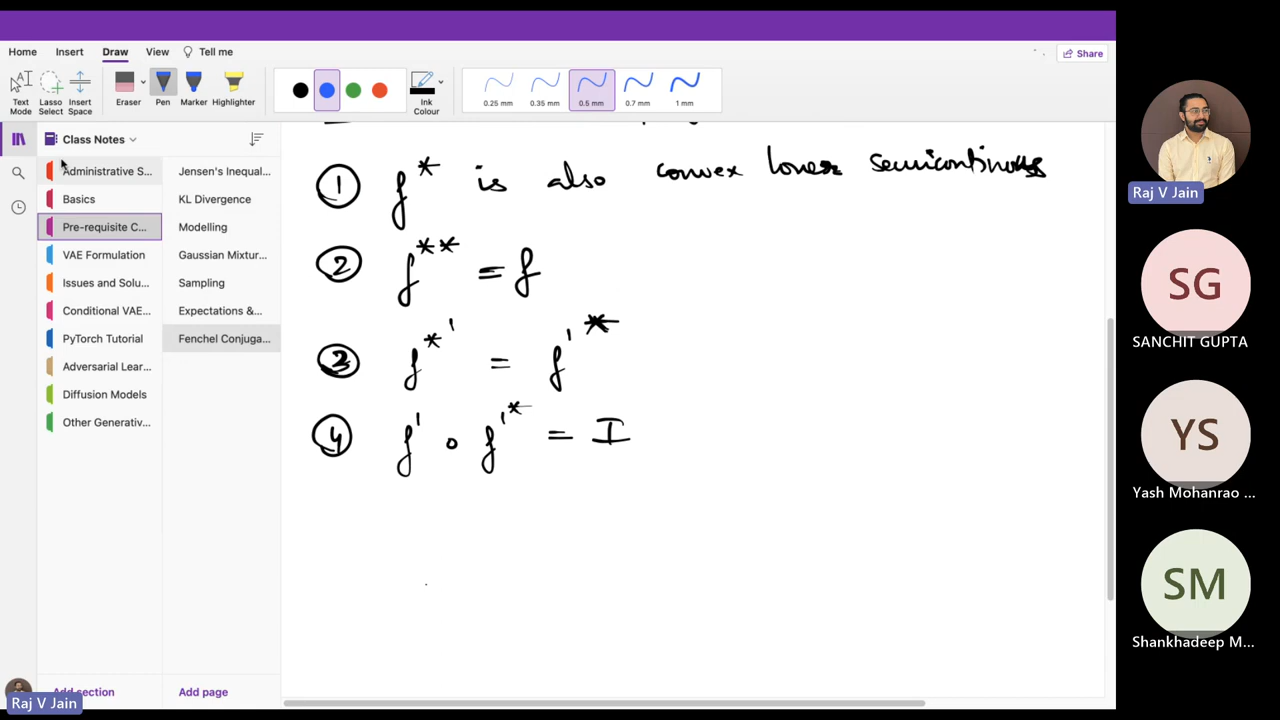 Home Insert Draw View Tell me
Share
Text Mode
Lasso Select
Insert Space
Eraser
Pen
Marker
Highlighter
Ink Colour
0.25 mm
0.35 mm
0.5 mm
0.7 mm
1 mm
Class Notes
Administrative S...
Basics
Pre-requisite C...
VAE Formulation
Issues and Solu...
Conditional VAE...
PyTorch Tutorial
Adversarial Lear...
Diffusion Models
Other Generativ...
Add section
Jensen's Inequal...
KL Divergence
Modelling
Gaussian Mixtur...
Sampling
Expectations &...
Fenchel Conjuga...
Add page
① f* is also convex lower semicontinuous
② f** = f
③ f*' = f'*
④ f' ∘ f'* = I
Raj V Jain
SG
SANCHIT GUPTA
YS
Yash Mohanrao ...
SM
Shankhadeep M...
Raj V Jain